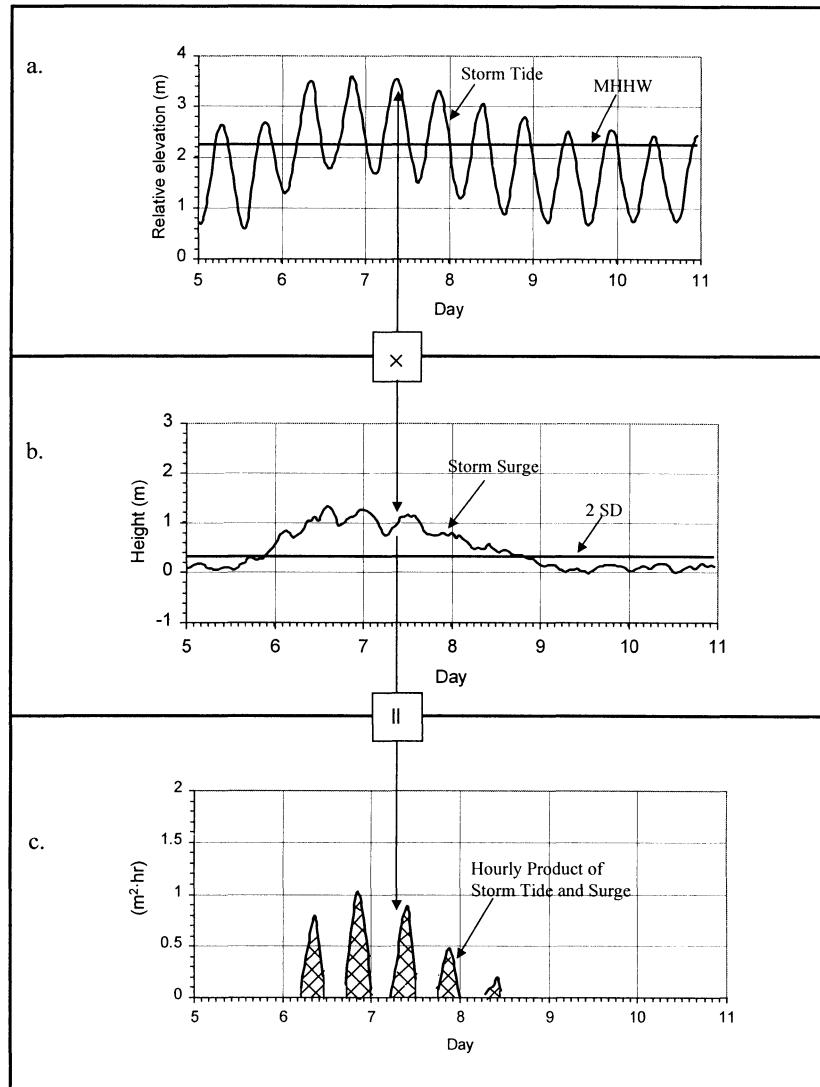 a.
Relative elevation (m)
4
3
2
1
0
Storm Tide
MHHW
5 6 7 8 9 10 11
Day
×
b.
Height (m)
3
2
1
0
-1
Storm Surge
2 SD
5 6 7 8 9 10 11
Day
=
c.
(m²·hr)
2
1.5
1
0.5
0
Hourly Product of
Storm Tide and Surge
5 6 7 8 9 10 11
Day